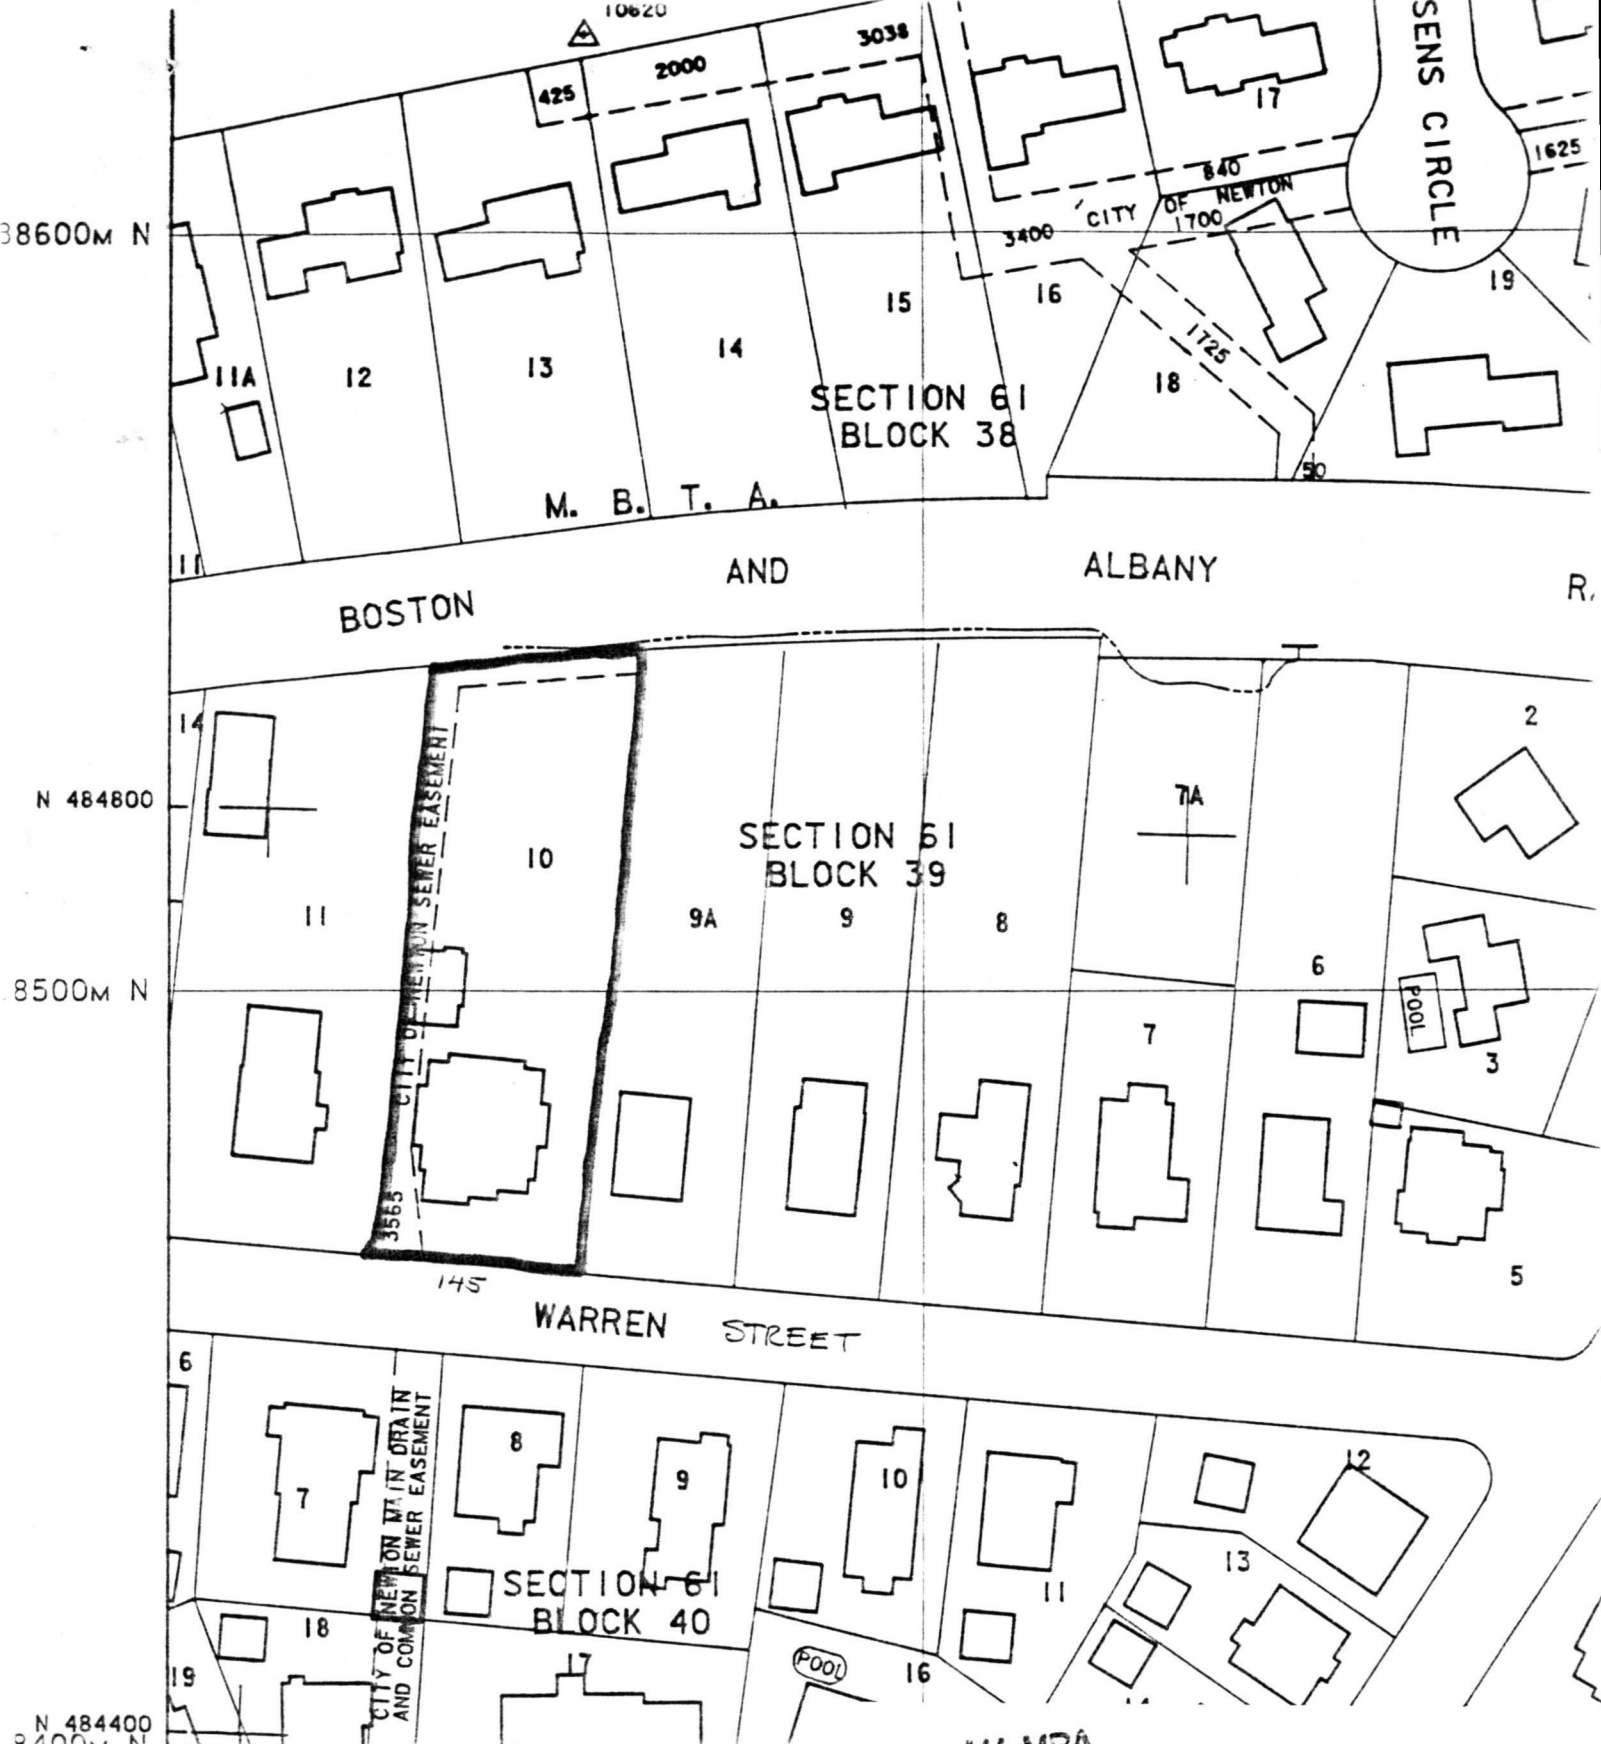 10620
3038
2000
425
SENS CIRCLE
17
1625
840
CITY OF NEWTON
1700
3400
38600M N
15
16
19
1725
14
13
12
11A
18
SECTION 61
BLOCK 38
50
M. B. T. A.
11
BOSTON AND ALBANY R.
14
2
N 484800
7A
CITY OF NEWTON SEWER EASEMENT
10
SECTION 61
BLOCK 39
11
9A
9
8
6
8500M N
POOL
7
3
3565
5
145
WARREN STREET
6
8
12
9
10
7
CITY OF NEWTON MAIN DRAIN
AND COMMON SEWER EASEMENT
13
SECTION 61
BLOCK 40
11
18
17
POOL
16
19
N 484400